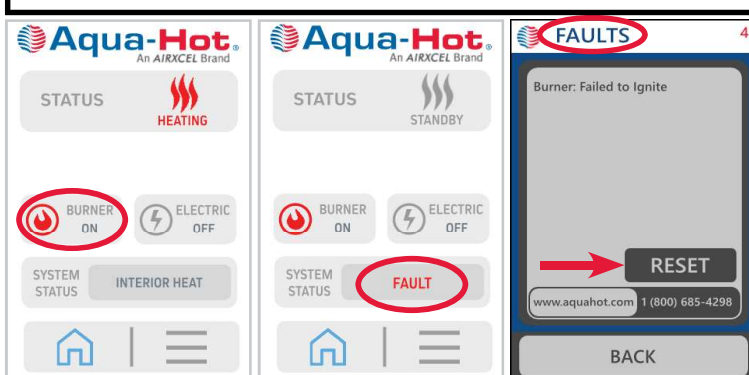 Aqua-Hot®
An AIRXCEL Brand
STATUS
HEATING
BURNER
ON
ELECTRIC
OFF
SYSTEM
STATUS
INTERIOR HEAT
Aqua-Hot®
An AIRXCEL Brand
STATUS
STANDBY
BURNER
ON
ELECTRIC
OFF
SYSTEM
STATUS
FAULT
FAULTS
4
Burner: Failed to Ignite
RESET
www.aquahot.com 1 (800) 685-4298
BACK